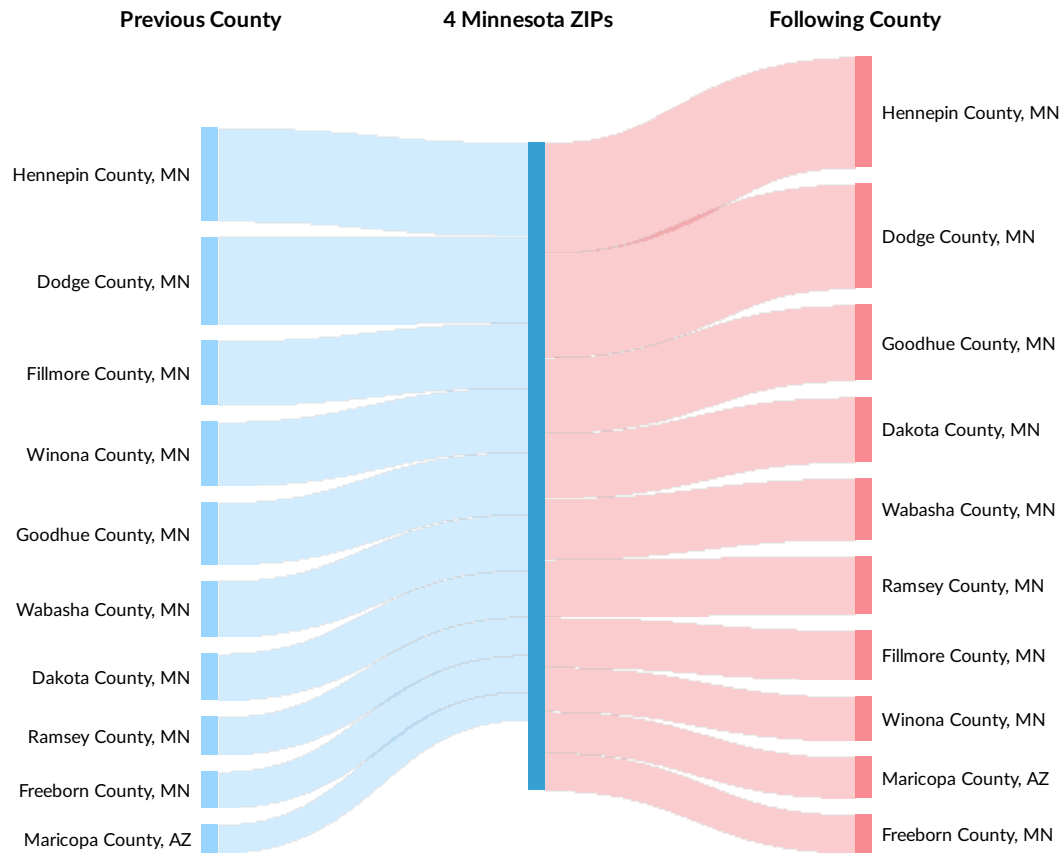 Previous County
4 Minnesota ZIPs
Following County
Hennepin County, MN
Dodge County, MN
Fillmore County, MN
Winona County, MN
Goodhue County, MN
Wabasha County, MN
Dakota County, MN
Ramsey County, MN
Freeborn County, MN
Maricopa County, AZ
Hennepin County, MN
Dodge County, MN
Goodhue County, MN
Dakota County, MN
Wabasha County, MN
Ramsey County, MN
Fillmore County, MN
Winona County, MN
Maricopa County, AZ
Freeborn County, MN